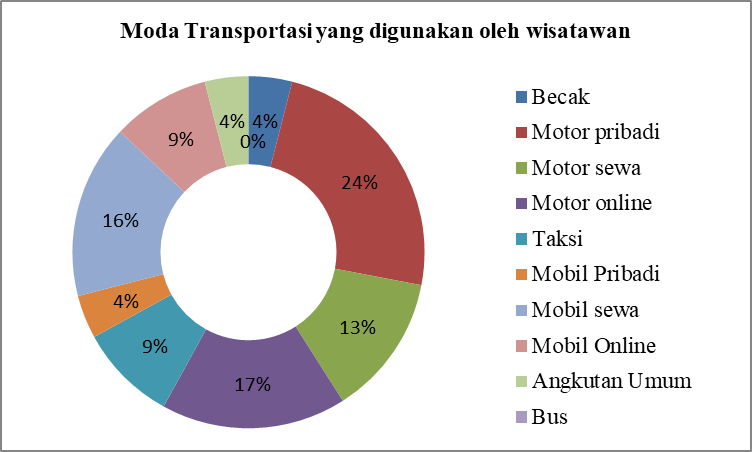 Moda Transportasi yang digunakan oleh wisatawan
4%
4%
0%
9%
24%
16%
13%
4%
9%
17%
Becak
Motor pribadi
Motor sewa
Motor online
Taksi
Mobil Pribadi
Mobil sewa
Mobil Online
Angkutan Umum
Bus